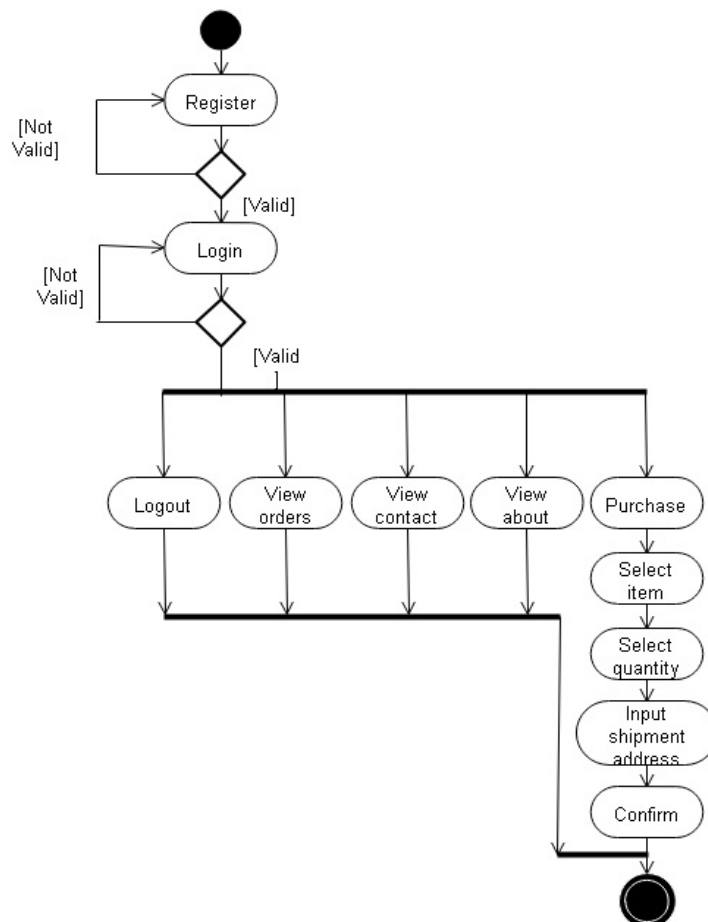 Register
[Not
Valid]
[Valid]
Login
[Not
Valid]
[Valid
]
Logout
View
orders
View
contact
View
about
Purchase
Select
item
Select
quantity
Input
shipment
address
Confirm